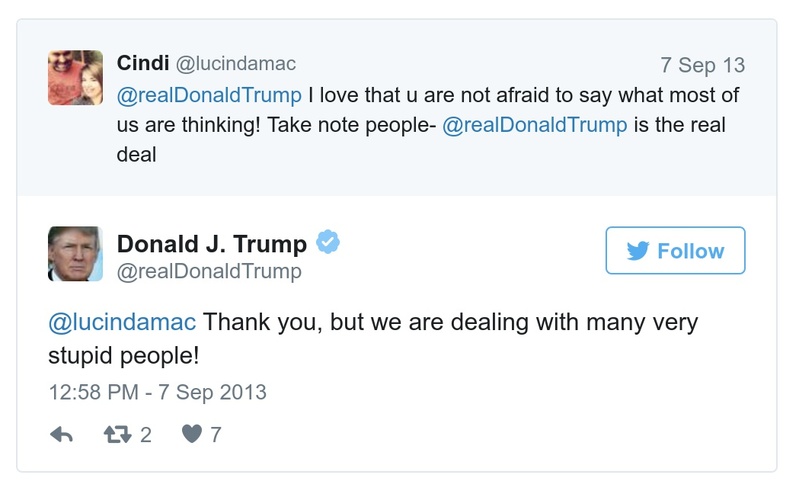 Cindi @lucindamac 7 Sep 13
@realDonaldTrump I love that u are not afraid to say what most of
us are thinking! Take note people- @realDonaldTrump is the real
deal
Donald J. Trump
@realDonaldTrump
Follow
@lucindamac Thank you, but we are dealing with many very
stupid people!
12:58 PM - 7 Sep 2013
2 7